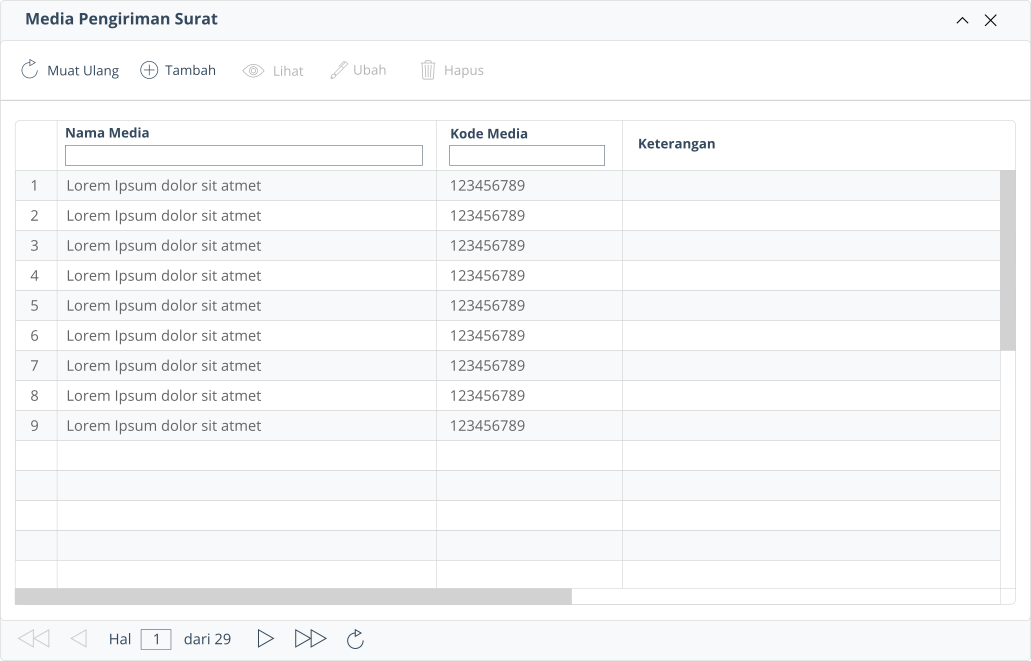 Media Pengiriman Surat
Muat Ulang Tambah Lihat Ubah Hapus
Nama Media Kode Media Keterangan
1 Lorem Ipsum dolor sit atmet 123456789
2 Lorem Ipsum dolor sit atmet 123456789
3 Lorem Ipsum dolor sit atmet 123456789
4 Lorem Ipsum dolor sit atmet 123456789
5 Lorem Ipsum dolor sit atmet 123456789
6 Lorem Ipsum dolor sit atmet 123456789
7 Lorem Ipsum dolor sit atmet 123456789
8 Lorem Ipsum dolor sit atmet 123456789
9 Lorem Ipsum dolor sit atmet 123456789
Hal 1 dari 29